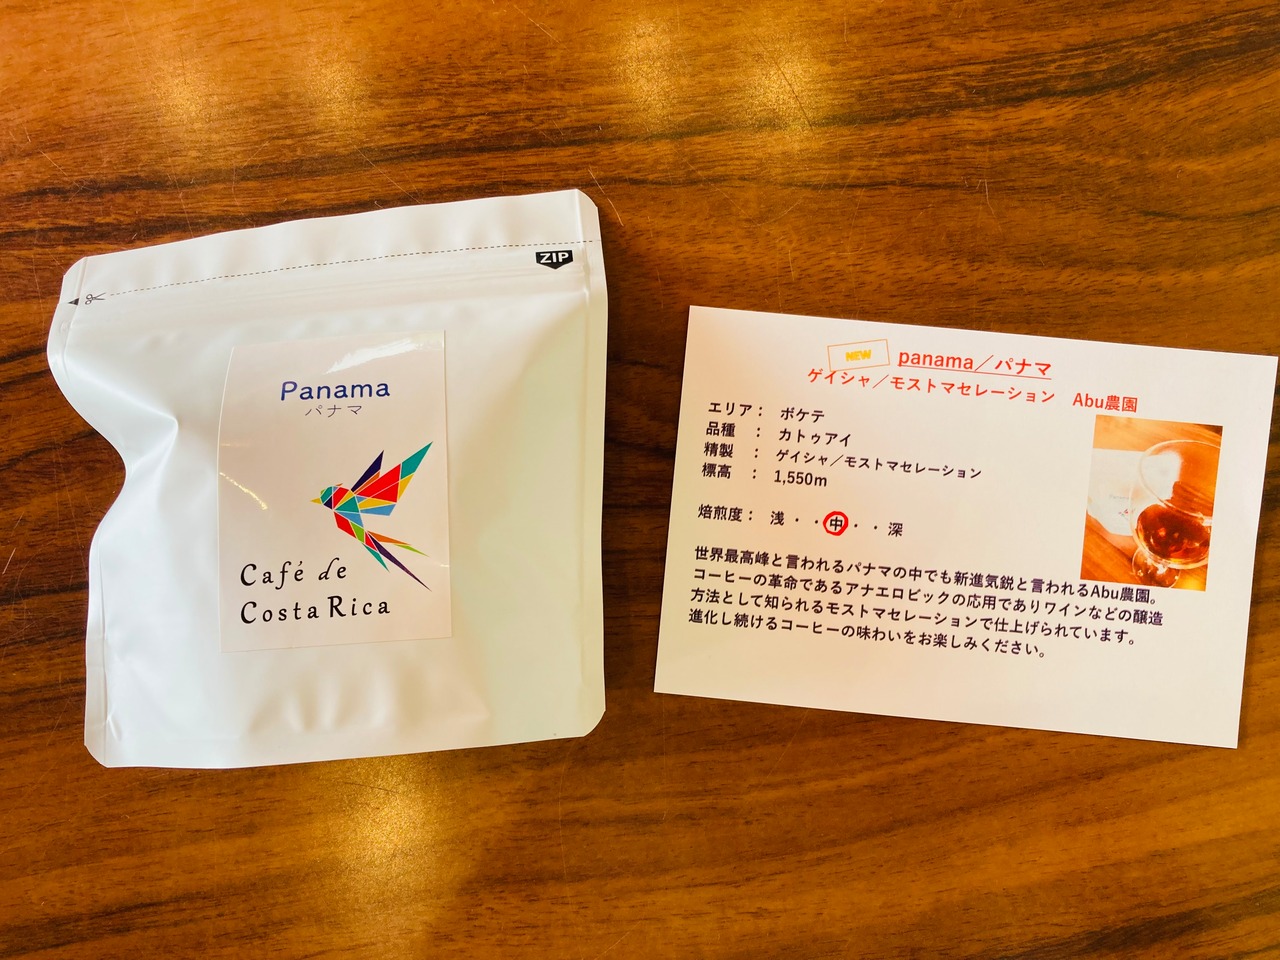 ZIP
Panama
パナマ
Café de
Costa Rica
NEW
panama／パナマ
ゲイシャ／モストマセレーション　Abu農園
エリア： ボケテ
品種 ： カトゥアイ
精製 ： ゲイシャ／モストマセレーション
標高 ： 1,550m
焙煎度： 浅・・中・・深
世界最高峰と言われるパナマの中でも新進気鋭と言われるAbu農園。
コーヒーの革命であるアナエロビックの応用でありワインなどの醸造
方法として知られるモストマセレーションで仕上げられています。
進化し続けるコーヒーの味わいをお楽しみください。